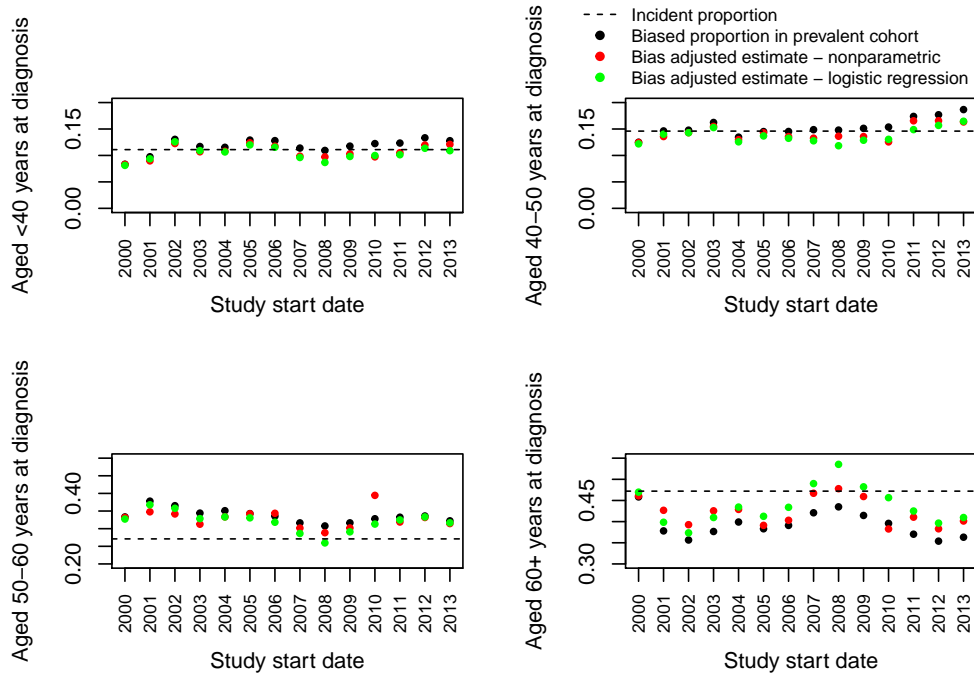 Incident proportion
Biased proportion in prevalent cohort
Bias adjusted estimate − nonparametric
Bias adjusted estimate − logistic regression
Aged <40 years at diagnosis
0.15
0.00
2000 2001 2002 2003 2004 2005 2006 2007 2008 2009 2010 2011 2012 2013
Study start date
Aged 40−50 years at diagnosis
0.15
0.00
2000 2001 2002 2003 2004 2005 2006 2007 2008 2009 2010 2011 2012 2013
Study start date
Aged 50−60 years at diagnosis
0.40
0.20
2000 2001 2002 2003 2004 2005 2006 2007 2008 2009 2010 2011 2012 2013
Study start date
Aged 60+ years at diagnosis
0.45
0.30
2000 2001 2002 2003 2004 2005 2006 2007 2008 2009 2010 2011 2012 2013
Study start date